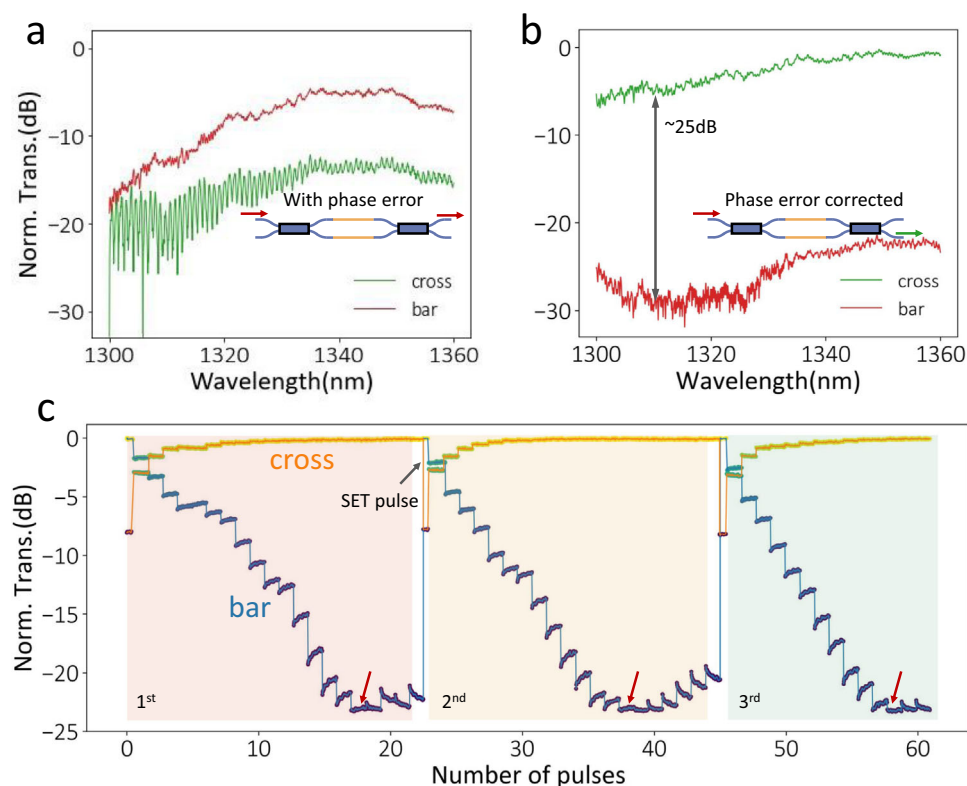 a
Norm. Trans.(dB)
0
−10
−20
−30
With phase error
cross
bar
1300
1320
1340
1360
Wavelength(nm)
b
0
−10
−20
−30
~25dB
Phase error corrected
cross
bar
1300
1320
1340
1360
Wavelength(nm)
c
Norm. Trans.(dB)
0
−5
−10
−15
−20
−25
cross
SET pulse
bar
1st
2nd
3rd
0
10
20
30
40
50
60
Number of pulses